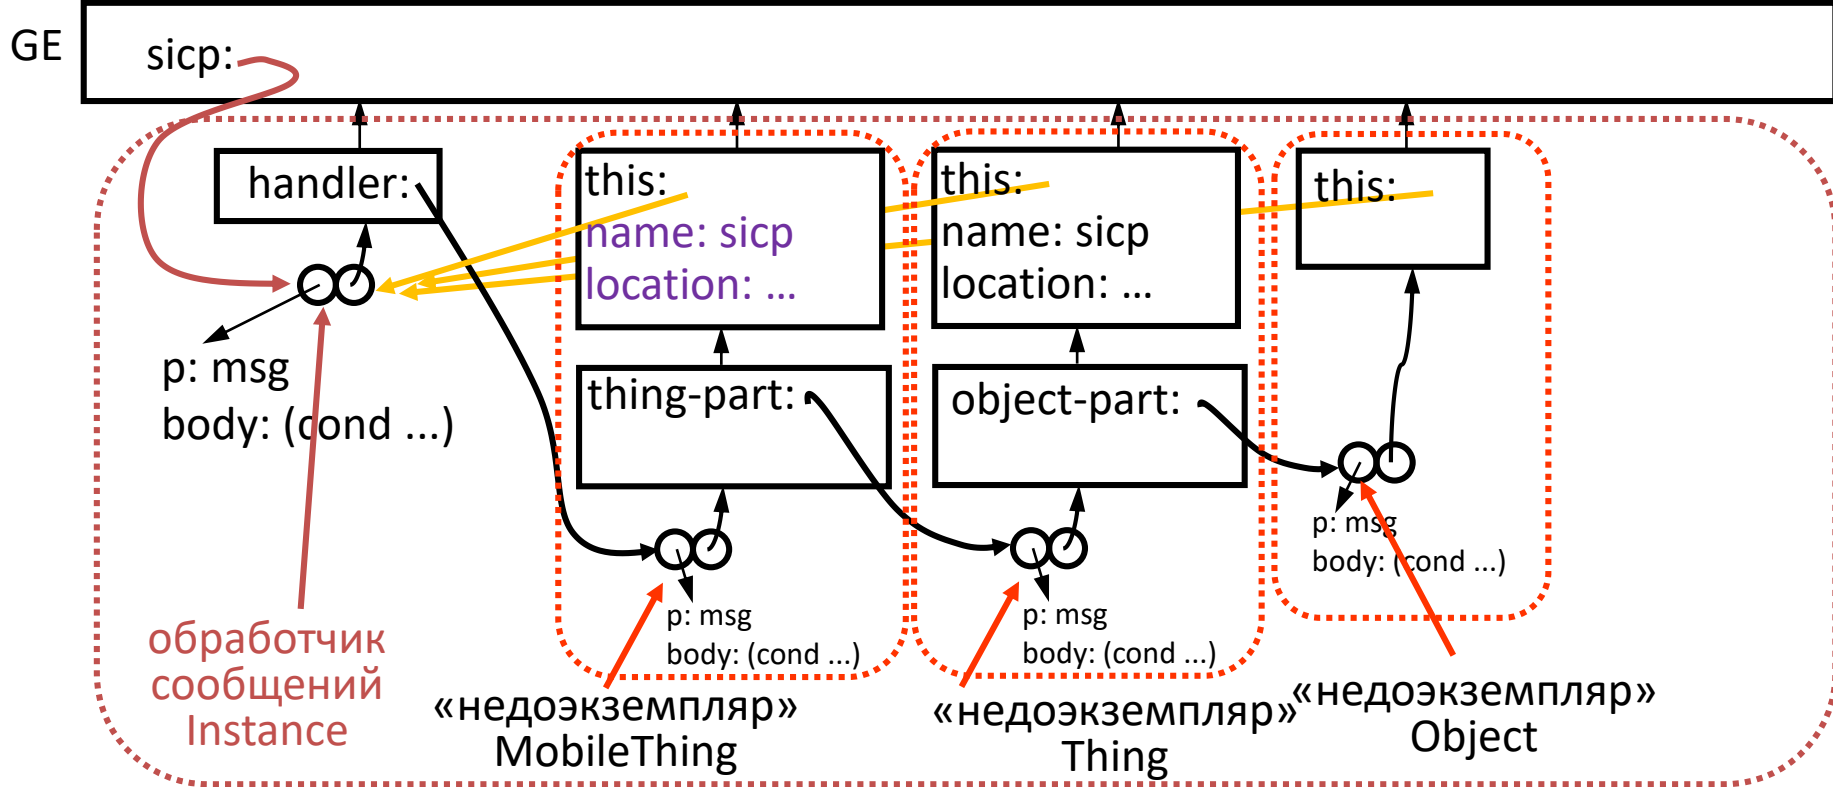 GE
sicp:
handler:
p: msg
body: (cond ...)
обработчик
сообщений
Instance
this:
name: sicp
location: ...
thing-part:
p: msg
body: (cond ...)
«недоэкземпляр»
MobileThing
this:
name: sicp
location: ...
object-part:
p: msg
body: (cond ...)
«недоэкземпляр»
Thing
this:
p: msg
body: (cond ...)
«недоэкземпляр»
Object